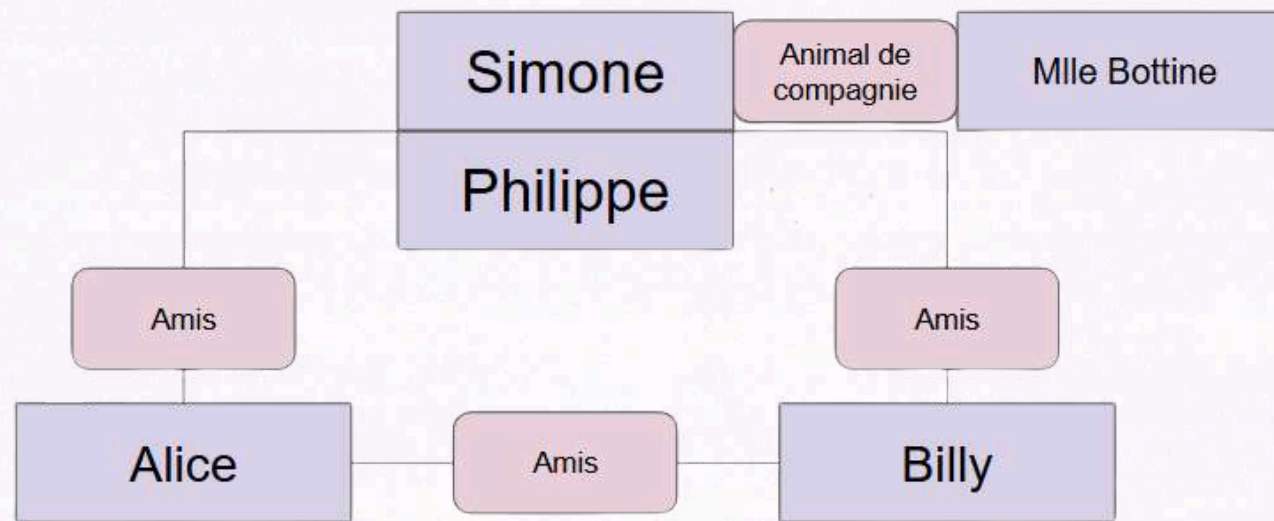 Simone
Animal de
compagnie
Mlle Bottine
Philippe
Amis
Amis
Alice
Amis
Billy